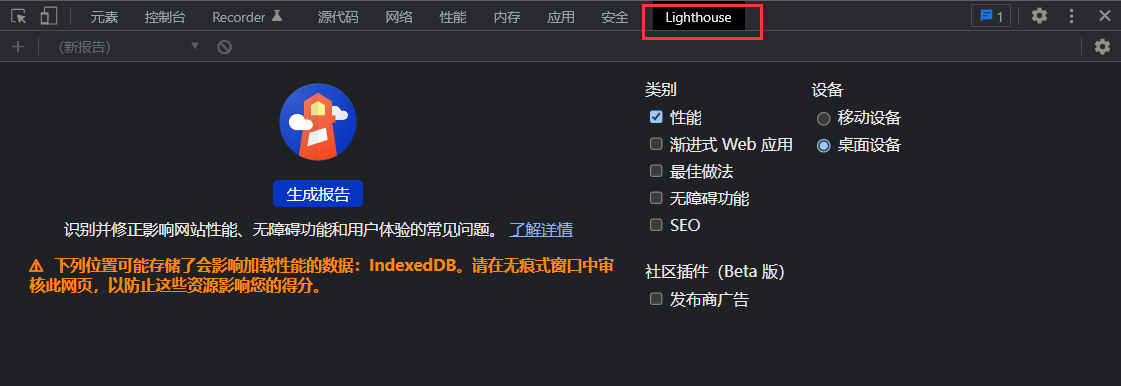 元素 控制台 Recorder 源代码 网络 性能 内存 应用 安全 Lighthouse 1
(新报告)
生成报告
识别并修正影响网站性能、无障碍功能和用户体验的常见问题。 了解详情
下列位置可能存储了会影响加载性能的数据：IndexedDB。请在无痕式窗口中审
核此网页，以防止这些资源影响您的得分。
类别
性能
渐进式 Web 应用
最佳做法
无障碍功能
SEO
社区插件（Beta 版）
发布商广告
设备
移动设备
桌面设备